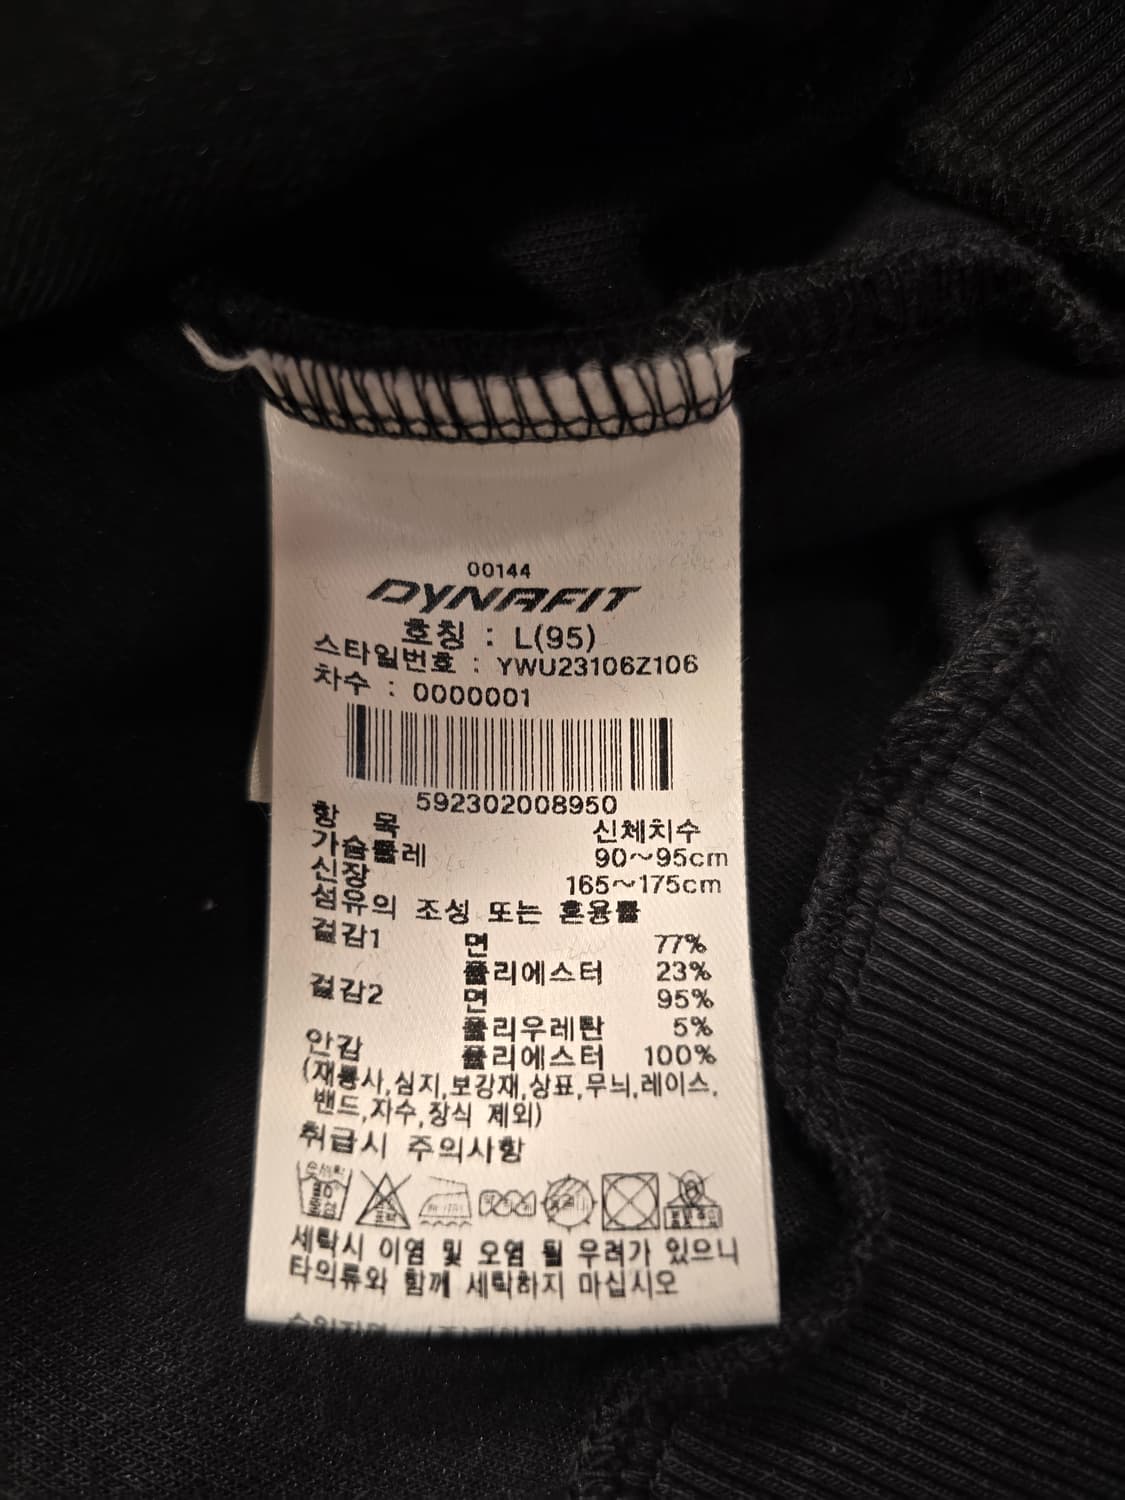 00144
DYNAFIT
호칭 : L(95)
스타일번호 : YWU23106Z106
차수 : 0000001
592302008950
항 목 신체치수
가슴둘레 90~95cm
신장 165~175cm
섬유의 조성 또는 혼용률
겉감1 면 77%
폴리에스터 23%
겉감2 면 95%
폴리우레탄 5%
안감 폴리에스터 100%
(재봉사,심지,보강재,상표,무늬,레이스,
밴드,자수,장식 제외)
취급시 주의사항
세탁시 이염 및 오염 될 우려가 있으니
타의류와 함께 세탁하지 마십시오